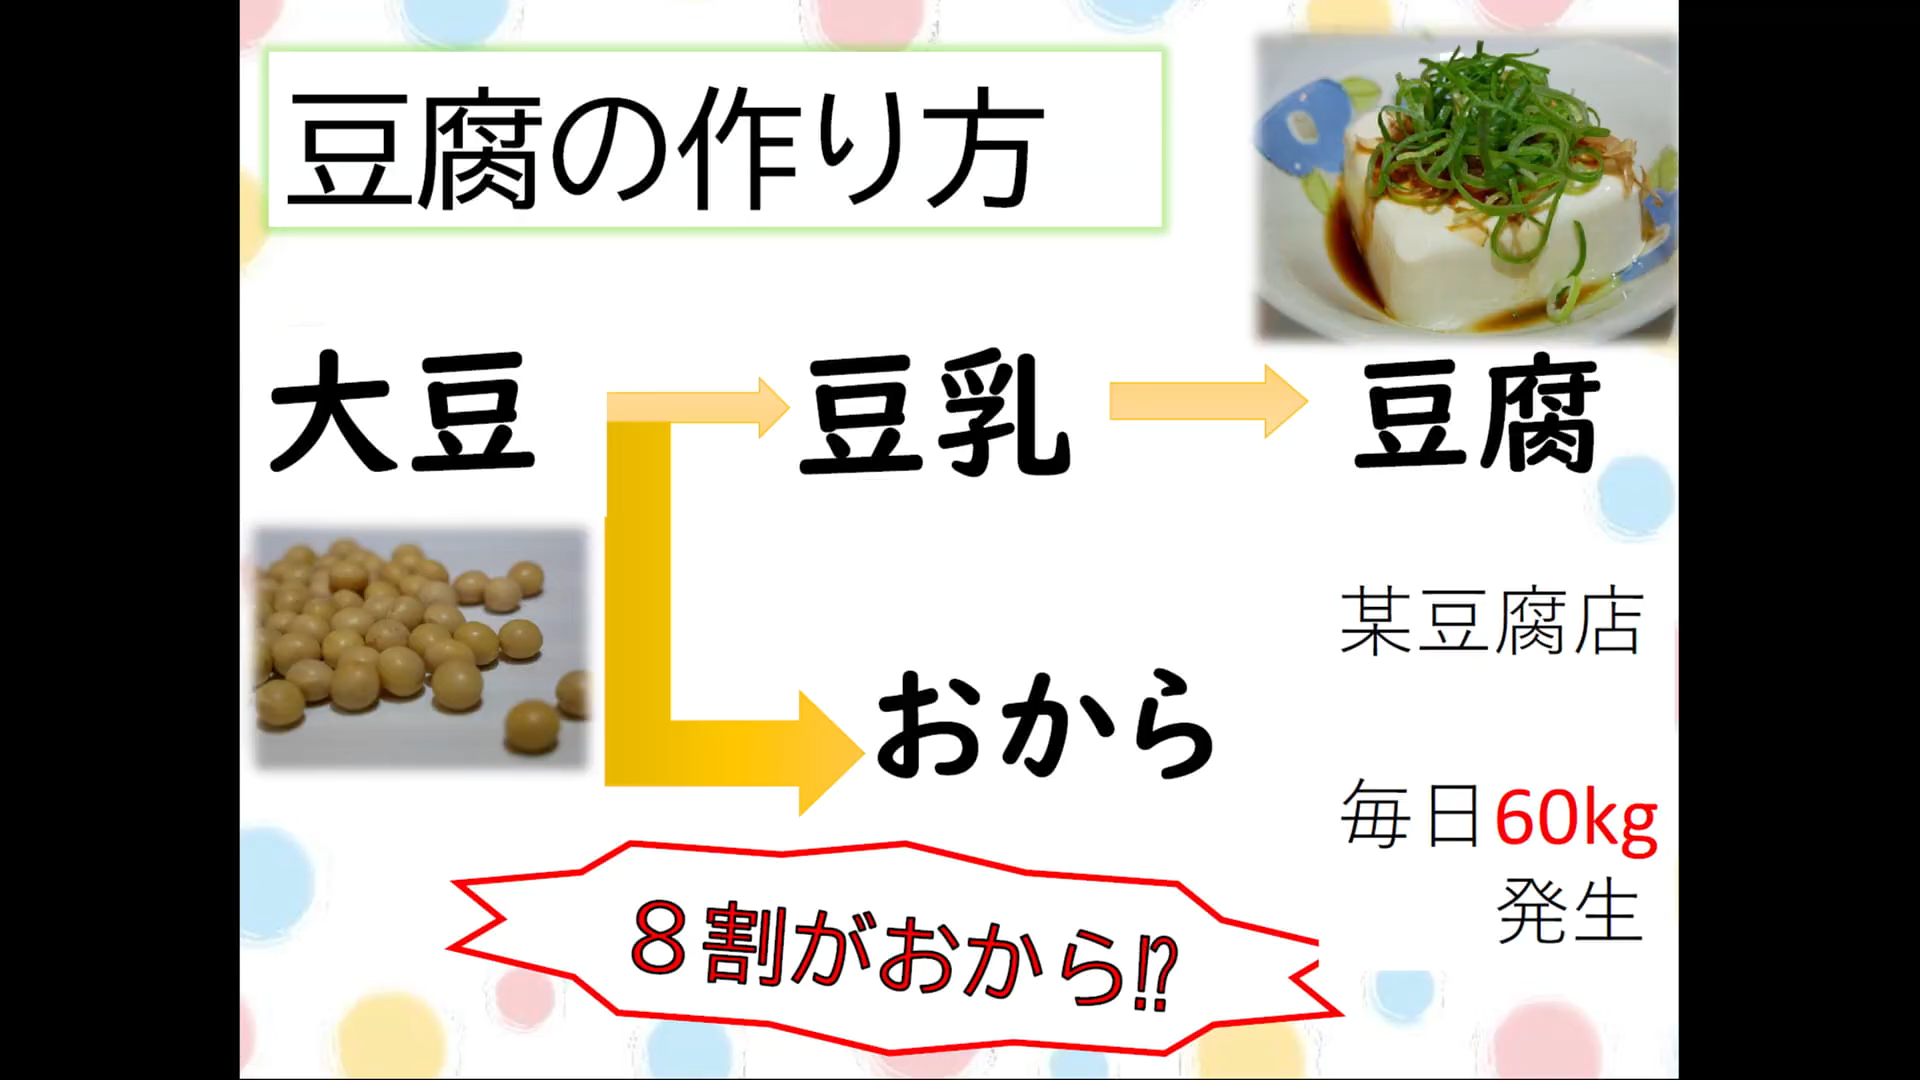 豆腐の作り方
大豆
豆乳
豆腐
おから
某豆腐店
毎日60kg
発生
８割がおから⁉